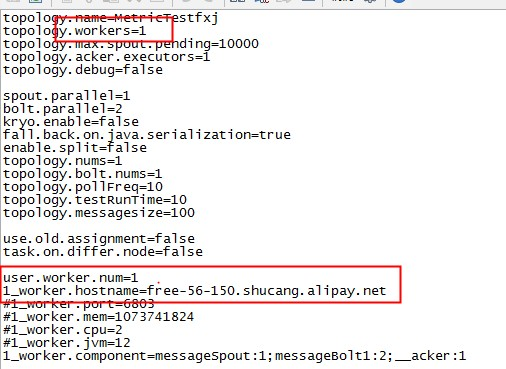 topology.name=MetricTestfxj
topology.workers=1
topology.max.spout.pending=10000
topology.acker.executors=1
topology.debug=false
spout.parallel=1
bolt.parallel=2
kryo.enable=false
fall.back.on.java.serialization=true
enable.split=false
topology.nums=1
topology.bolt.nums=1
topology.pollFreq=10
topology.testRunTime=10
topology.messagesize=100
use.old.assignment=false
task.on.differ.node=false
user.worker.num=1
1_worker.hostname=free-56-150.shucang.alipay.net
#1_worker.port=6803
#1_worker.mem=1073741824
#1_worker.cpu=2
#1_worker.jvm=12
1_worker.component=messageSpout:1;messageBolt1:2;__acker:1